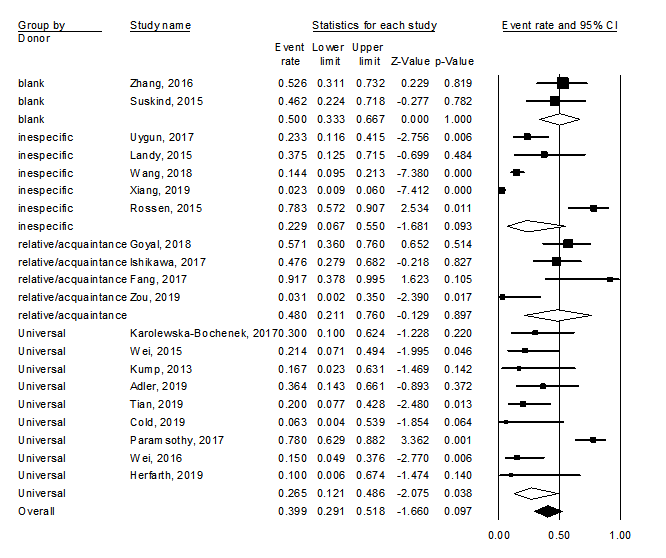 Group by Study name Statistics for each study Event rate and 95% CI
Donor
Event Lower Upper
rate limit limit Z-Value p-Value
blank Zhang, 2016 0.526 0.311 0.732 0.229 0.819
blank Suskind, 2015 0.462 0.224 0.718 -0.277 0.782
blank 0.500 0.333 0.667 0.000 1.000
inespecific Uygun, 2017 0.233 0.116 0.415 -2.756 0.006
inespecific Landy, 2015 0.375 0.125 0.715 -0.699 0.484
inespecific Wang, 2018 0.144 0.095 0.213 -7.380 0.000
inespecific Xiang, 2019 0.023 0.009 0.060 -7.412 0.000
inespecific Rossen, 2015 0.783 0.572 0.907 2.534 0.011
inespecific 0.229 0.067 0.550 -1.681 0.093
relative/acquaintance Goyal, 2018 0.571 0.360 0.760 0.652 0.514
relative/acquaintance Ishikawa, 2017 0.476 0.279 0.682 -0.218 0.827
relative/acquaintance Fang, 2017 0.917 0.378 0.995 1.623 0.105
relative/acquaintance Zou, 2019 0.031 0.002 0.350 -2.390 0.017
relative/acquaintance 0.480 0.211 0.760 -0.129 0.897
Universal Karolewska-Bochenek, 2017 0.300 0.100 0.624 -1.228 0.220
Universal Wei, 2015 0.214 0.071 0.494 -1.995 0.046
Universal Kump, 2013 0.167 0.023 0.631 -1.469 0.142
Universal Adler, 2019 0.364 0.143 0.661 -0.893 0.372
Universal Tian, 2019 0.200 0.077 0.428 -2.480 0.013
Universal Cold, 2019 0.063 0.004 0.539 -1.854 0.064
Universal Paramsothy, 2017 0.780 0.629 0.882 3.362 0.001
Universal Wei, 2016 0.150 0.049 0.376 -2.770 0.006
Universal Herfarth, 2019 0.100 0.006 0.674 -1.474 0.140
Universal 0.265 0.121 0.486 -2.075 0.038
Overall 0.399 0.291 0.518 -1.660 0.097
0.00 0.50 1.00